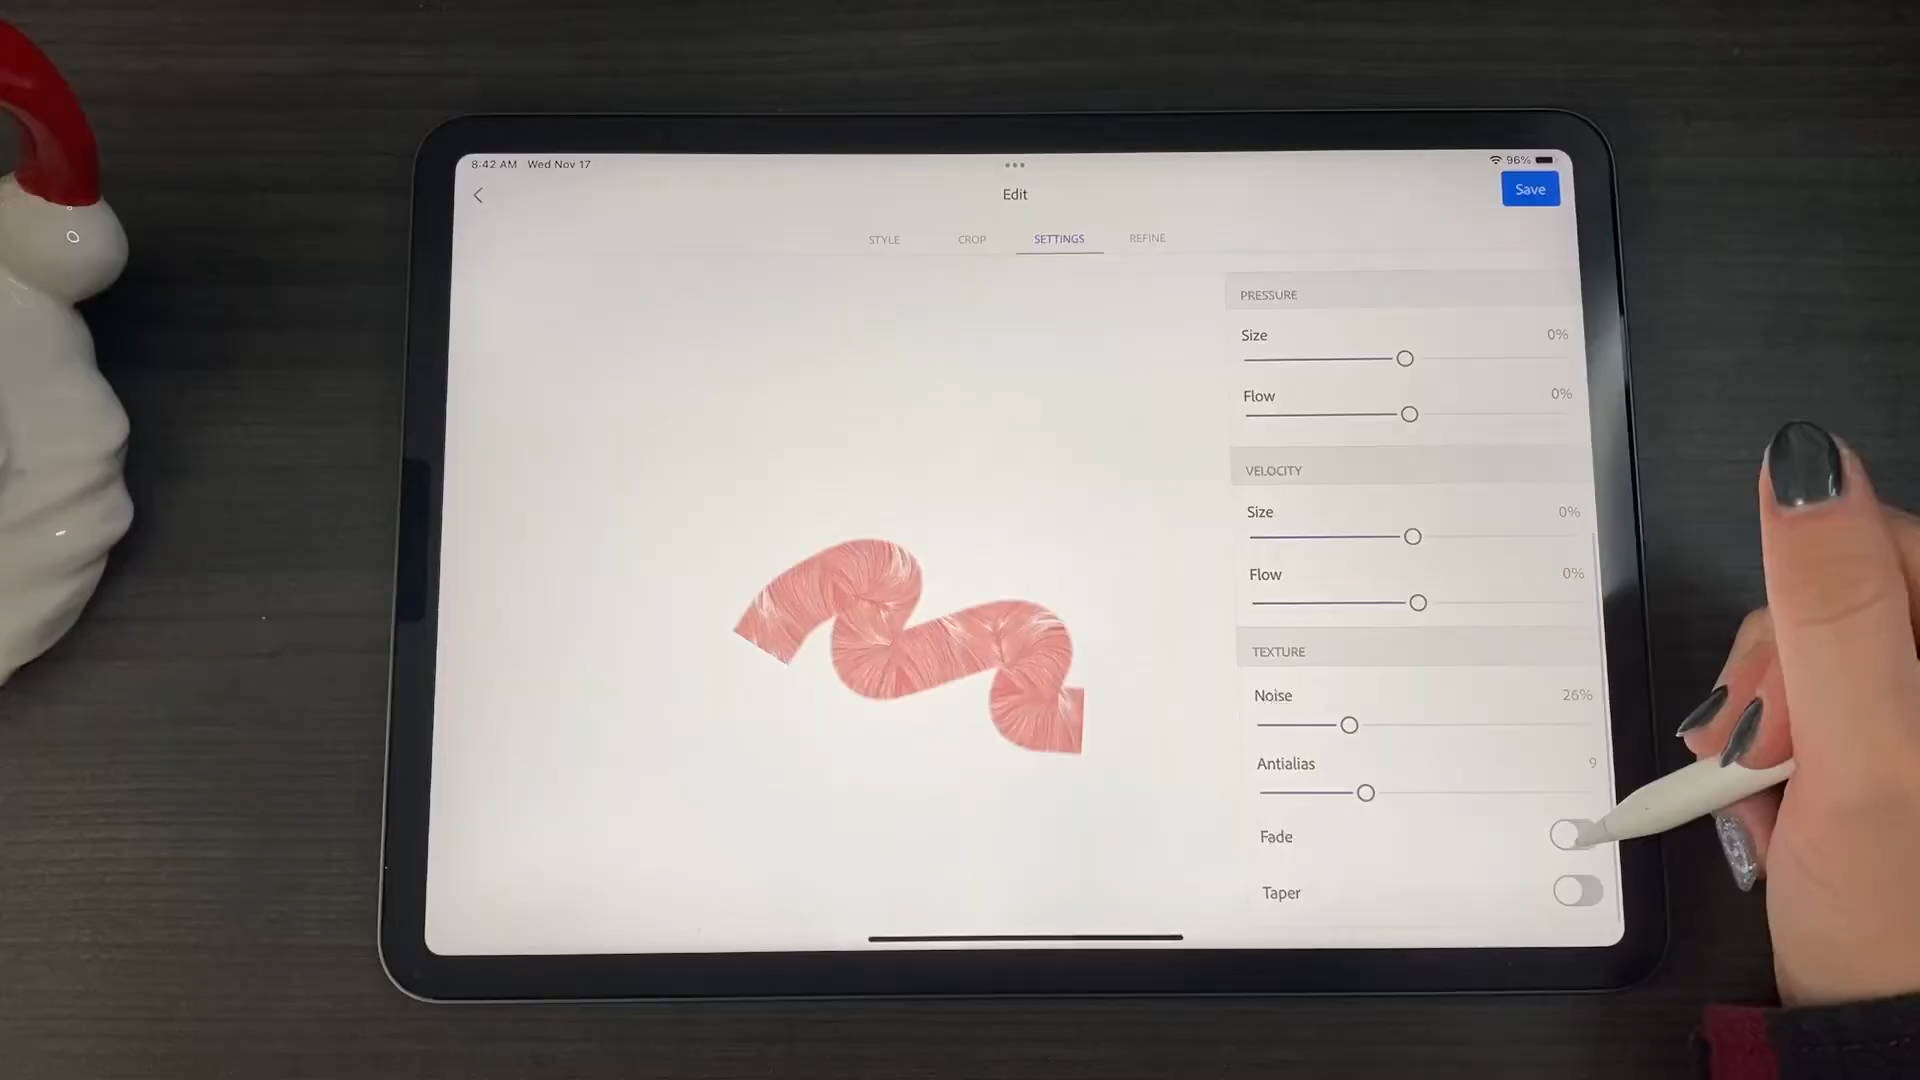 8:42 AM Wed Nov 17
96%
Edit
Save
STYLE CROP SETTINGS REFINE
PRESSURE
Size 0%
Flow 0%
VELOCITY
Size 0%
Flow 0%
TEXTURE
Noise 26%
Antialias 9
Fade
Taper